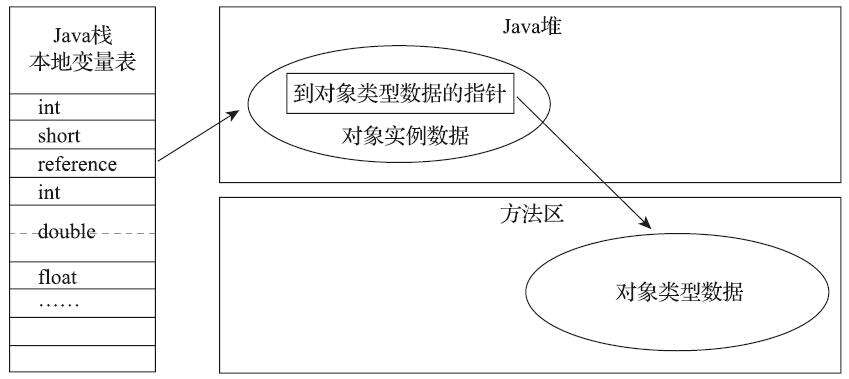 Java栈
本地变量表
int
short
reference
int
double
float
……
Java堆
到对象类型数据的指针
对象实例数据
方法区
对象类型数据